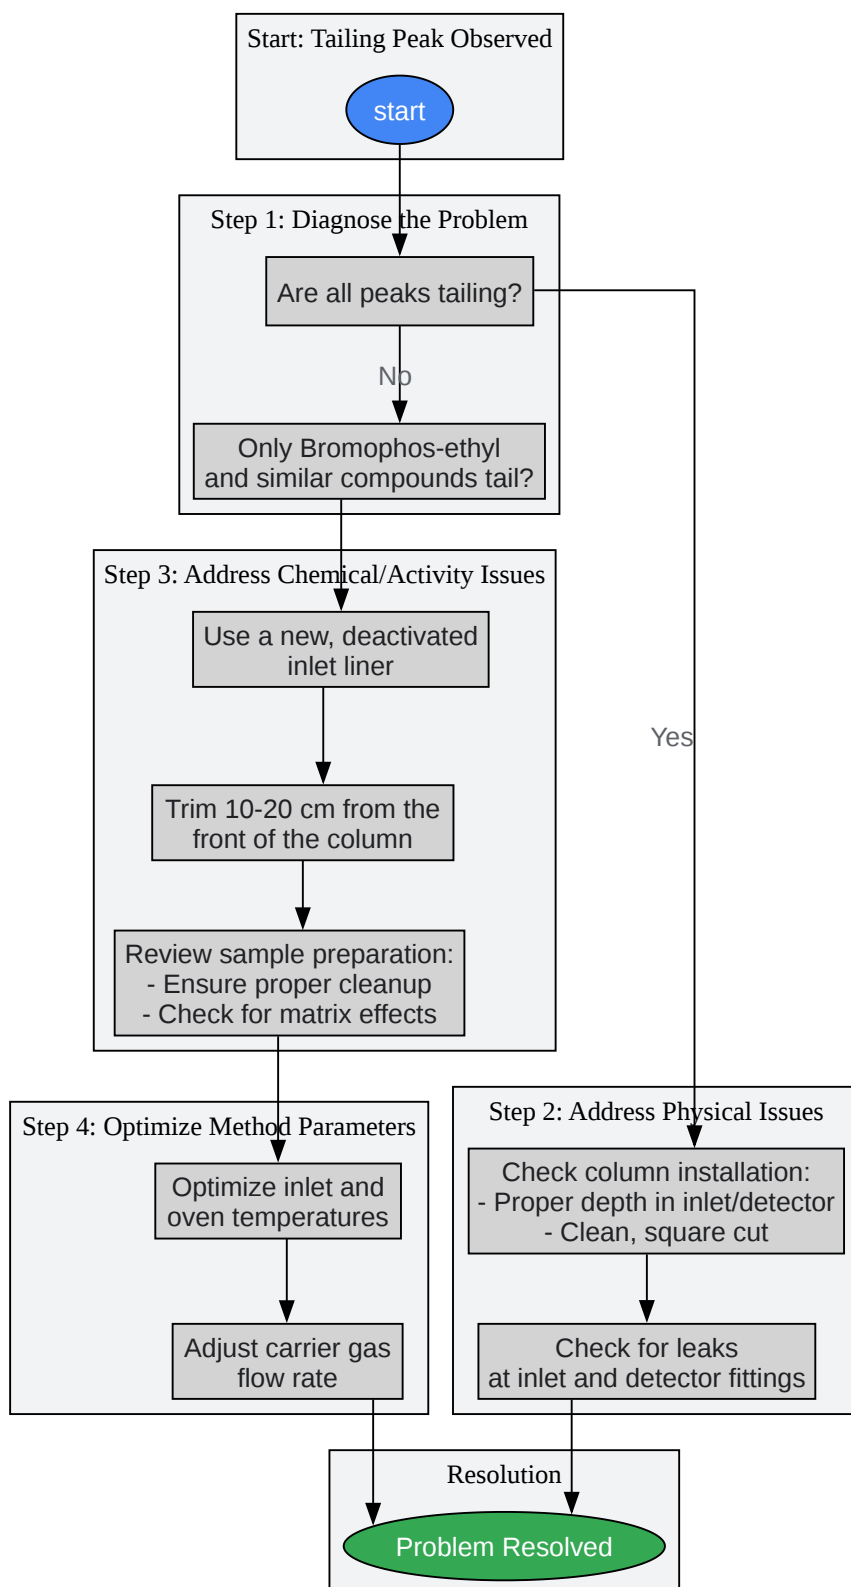 Start: Tailing Peak Observed
start
Step 1: Diagnose the Problem
Are all peaks tailing?
No
Only Bromophos-ethyl
and similar compounds tail?
Step 3: Address Chemical/Activity Issues
Use a new, deactivated
inlet liner
Yes
Trim 10-20 cm from the
front of the column
Review sample preparation:
- Ensure proper cleanup
- Check for matrix effects
Step 4: Optimize Method Parameters
Optimize inlet and
oven temperatures
Adjust carrier gas
flow rate
Step 2: Address Physical Issues
Check column installation:
- Proper depth in inlet/detector
- Clean, square cut
Check for leaks
at inlet and detector fittings
Resolution
Problem Resolved